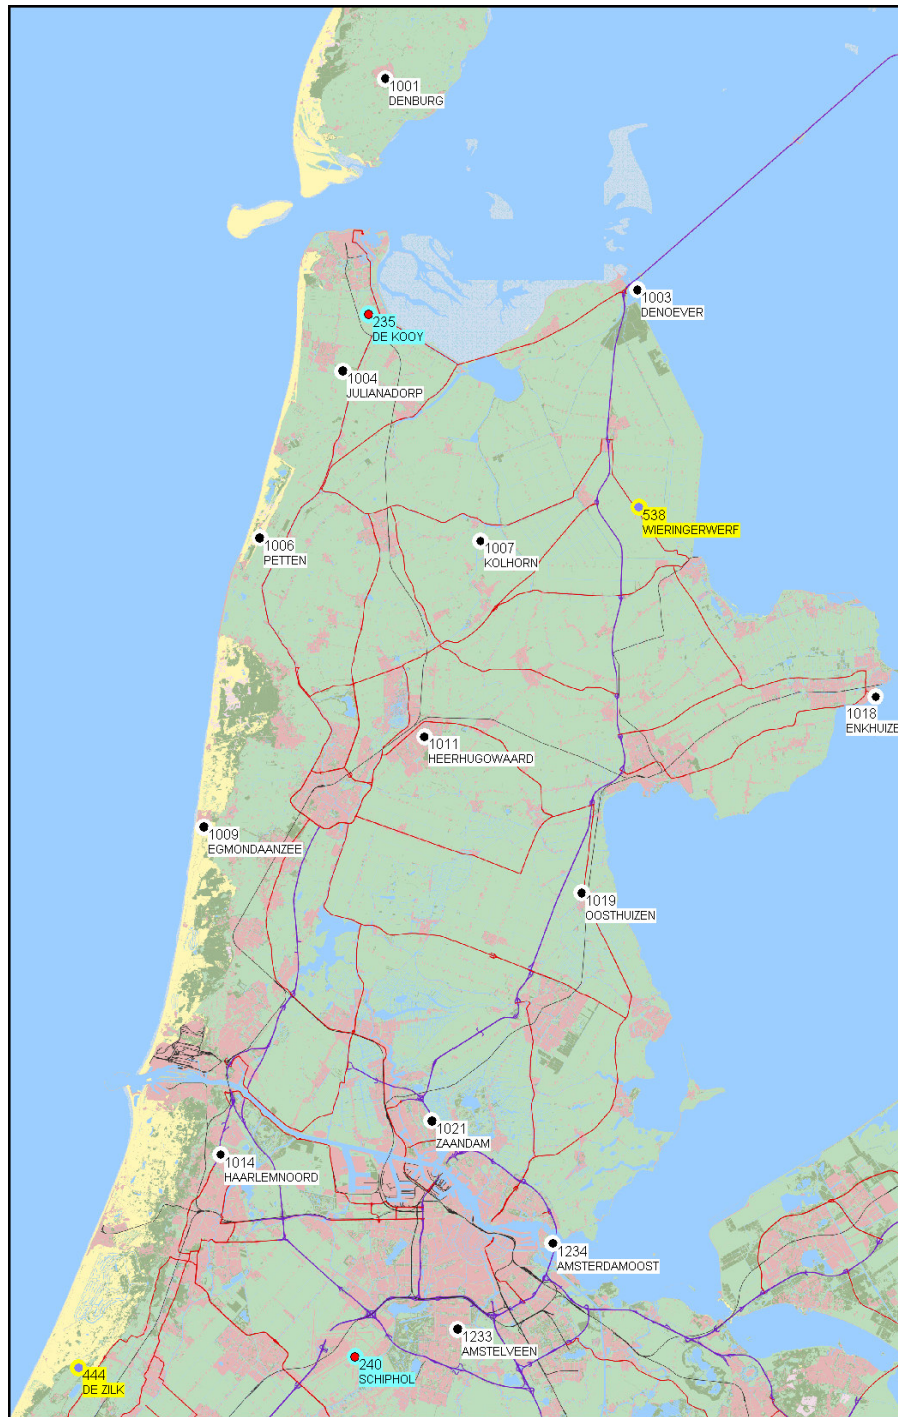 1001
DENBURG
1003
DENOEVER
235
DE KOOY
1004
JULIANADORP
538
WIERINGERWERF
1006
PETTEN
1007
KOLHORN
1018
ENKHUIZE
1011
HEERHUGOWAARD
1009
EGMONDAANZEE
1019
OOSTHUIZEN
1021
ZAANDAM
1014
HAARLEMNOORD
1234
AMSTERDAMOOST
1233
AMSTELVEEN
240
SCHIPHOL
444
DE ZILK